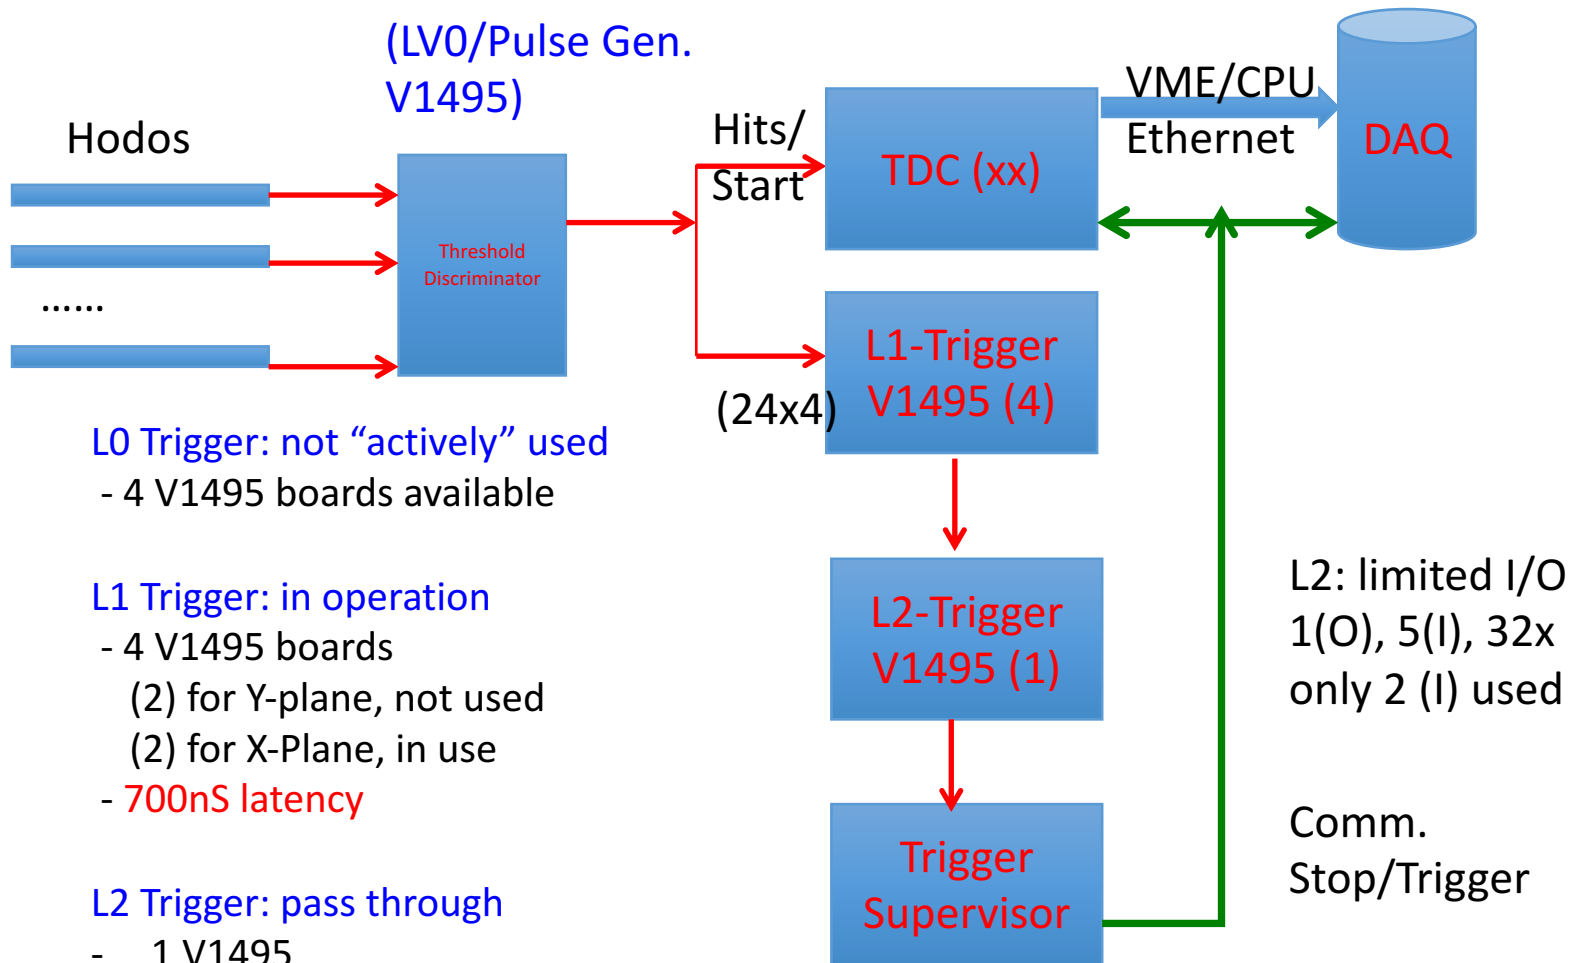 (LV0/Pulse Gen.
V1495)
Hodos
……
Threshold
Discriminator
Hits/
Start
TDC (xx)
VME/CPU
Ethernet
DAQ
L1-Trigger
V1495 (4)
(24x4)
L2-Trigger
V1495 (1)
Trigger
Supervisor
L0 Trigger: not “actively” used
- 4 V1495 boards available
L1 Trigger: in operation
- 4 V1495 boards
(2) for Y-plane, not used
(2) for X-Plane, in use
- 700nS latency
L2 Trigger: pass through
- 1 V1495
L2: limited I/O
1(O), 5(I), 32x
only 2 (I) used
Comm.
Stop/Trigger